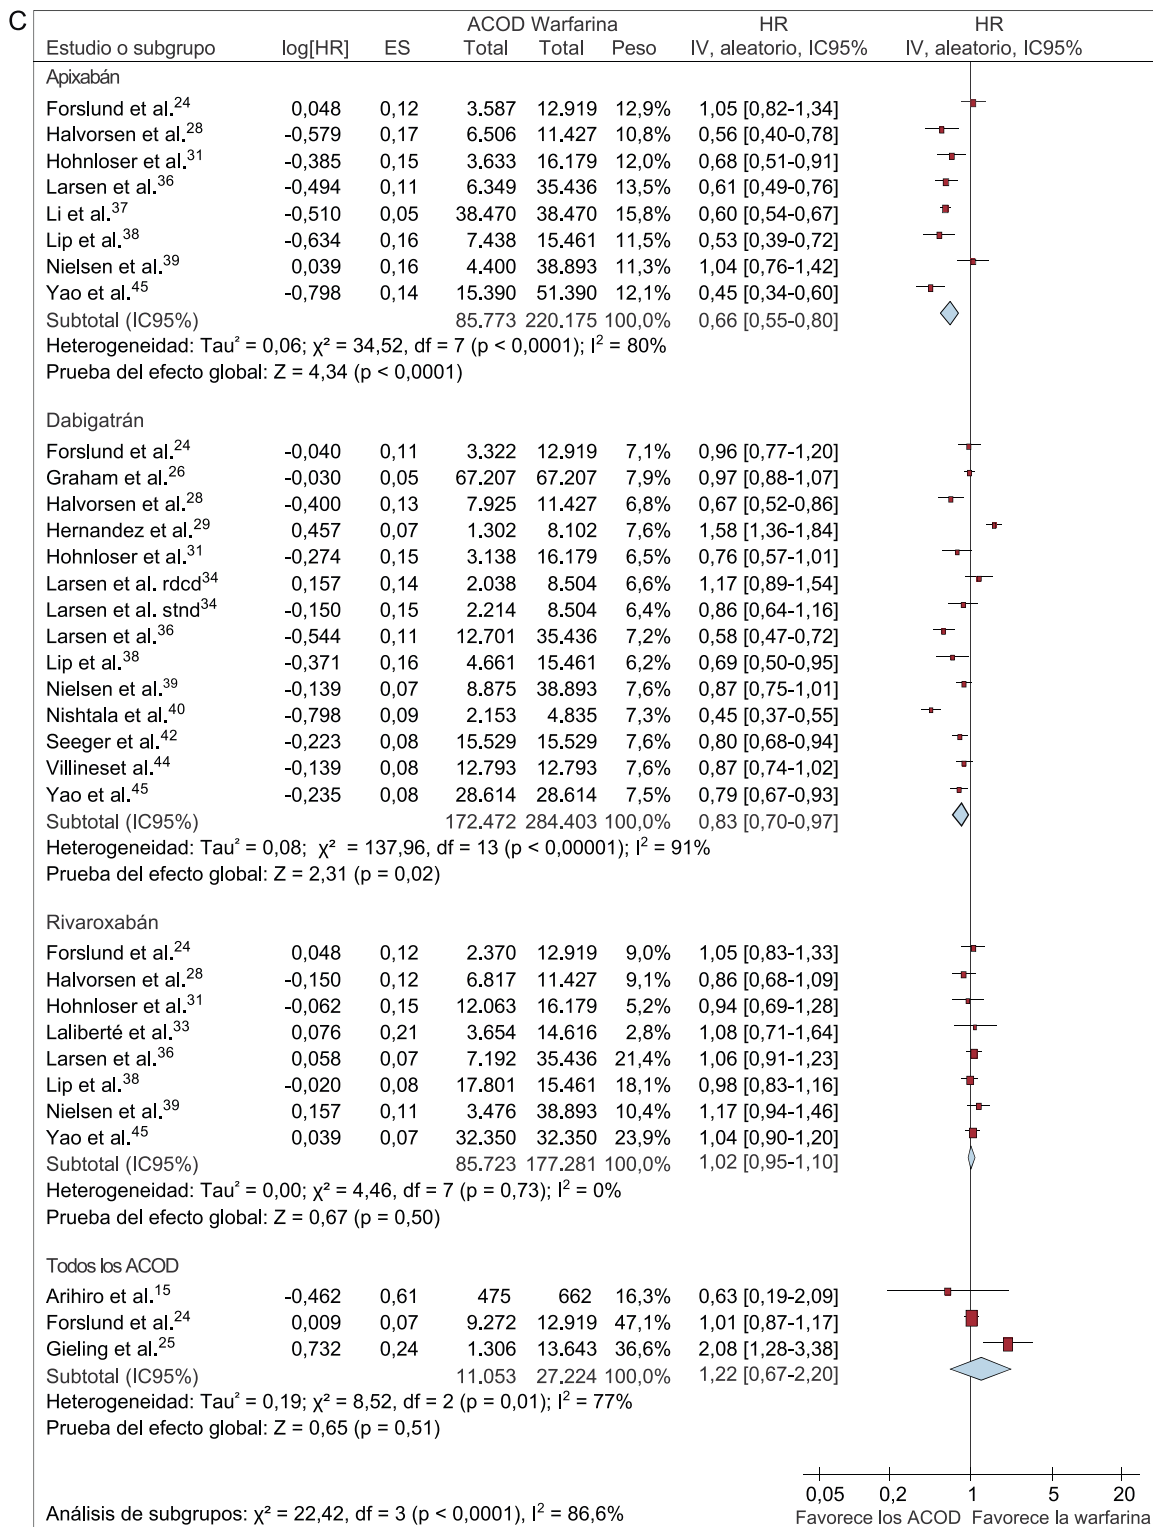 C
ACOD Warfarina HR HR
Estudio o subgrupo log[HR] ES Total Total Peso IV, aleatorio, IC95% IV, aleatorio, IC95%
Apixabán
Forslund et al.24 0,048 0,12 3.587 12.919 12,9% 1,05 [0,82-1,34]
Halvorsen et al.28 -0,579 0,17 6.506 11.427 10,8% 0,56 [0,40-0,78]
Hohnloser et al.31 -0,385 0,15 3.633 16.179 12,0% 0,68 [0,51-0,91]
Larsen et al.36 -0,494 0,11 6.349 35.436 13,5% 0,61 [0,49-0,76]
Li et al.37 -0,510 0,05 38.470 38.470 15,8% 0,60 [0,54-0,67]
Lip et al.38 -0,634 0,16 7.438 15.461 11,5% 0,53 [0,39-0,72]
Nielsen et al.39 0,039 0,16 4.400 38.893 11,3% 1,04 [0,76-1,42]
Yao et al.45 -0,798 0,14 15.390 51.390 12,1% 0,45 [0,34-0,60]
Subtotal (IC95%) 85.773 220.175 100,0% 0,66 [0,55-0,80]
Heterogeneidad: Tau² = 0,06; χ² = 34,52, df = 7 (p < 0,0001); I² = 80%
Prueba del efecto global: Z = 4,34 (p < 0,0001)
Dabigatrán
Forslund et al.24 -0,040 0,11 3.322 12.919 7,1% 0,96 [0,77-1,20]
Graham et al.26 -0,030 0,05 67.207 67.207 7,9% 0,97 [0,88-1,07]
Halvorsen et al.28 -0,400 0,13 7.925 11.427 6,8% 0,67 [0,52-0,86]
Hernandez et al.29 0,457 0,07 1.302 8.102 7,6% 1,58 [1,36-1,84]
Hohnloser et al.31 -0,274 0,15 3.138 16.179 6,5% 0,76 [0,57-1,01]
Larsen et al. rdcd34 0,157 0,14 2.038 8.504 6,6% 1,17 [0,89-1,54]
Larsen et al. stnd34 -0,150 0,15 2.214 8.504 6,4% 0,86 [0,64-1,16]
Larsen et al.36 -0,544 0,11 12.701 35.436 7,2% 0,58 [0,47-0,72]
Lip et al.38 -0,371 0,16 4.661 15.461 6,2% 0,69 [0,50-0,95]
Nielsen et al.39 -0,139 0,07 8.875 38.893 7,6% 0,87 [0,75-1,01]
Nishtala et al.40 -0,798 0,09 2.153 4.835 7,3% 0,45 [0,37-0,55]
Seeger et al.42 -0,223 0,08 15.529 15.529 7,6% 0,80 [0,68-0,94]
Villineset al.44 -0,139 0,08 12.793 12.793 7,6% 0,87 [0,74-1,02]
Yao et al.45 -0,235 0,08 28.614 28.614 7,5% 0,79 [0,67-0,93]
Subtotal (IC95%) 172.472 284.403 100,0% 0,83 [0,70-0,97]
Heterogeneidad: Tau² = 0,08; χ² = 137,96, df = 13 (p < 0,00001); I² = 91%
Prueba del efecto global: Z = 2,31 (p = 0,02)
Rivaroxabán
Forslund et al.24 0,048 0,12 2.370 12.919 9,0% 1,05 [0,83-1,33]
Halvorsen et al.28 -0,150 0,12 6.817 11.427 9,1% 0,86 [0,68-1,09]
Hohnloser et al.31 -0,062 0,15 12.063 16.179 5,2% 0,94 [0,69-1,28]
Laliberté et al.33 0,076 0,21 3.654 14.616 2,8% 1,08 [0,71-1,64]
Larsen et al.36 0,058 0,07 7.192 35.436 21,4% 1,06 [0,91-1,23]
Lip et al.38 -0,020 0,08 17.801 15.461 18,1% 0,98 [0,83-1,16]
Nielsen et al.39 0,157 0,11 3.476 38.893 10,4% 1,17 [0,94-1,46]
Yao et al.45 0,039 0,07 32.350 32.350 23,9% 1,04 [0,90-1,20]
Subtotal (IC95%) 85.723 177.281 100,0% 1,02 [0,95-1,10]
Heterogeneidad: Tau² = 0,00; χ² = 4,46, df = 7 (p = 0,73); I² = 0%
Prueba del efecto global: Z = 0,67 (p = 0,50)
Todos los ACOD
Arihiro et al.15 -0,462 0,61 475 662 16,3% 0,63 [0,19-2,09]
Forslund et al.24 0,009 0,07 9.272 12.919 47,1% 1,01 [0,87-1,17]
Gieling et al.25 0,732 0,24 1.306 13.643 36,6% 2,08 [1,28-3,38]
Subtotal (IC95%) 11.053 27.224 100,0% 1,22 [0,67-2,20]
Heterogeneidad: Tau² = 0,19; χ² = 8,52, df = 2 (p = 0,01); I² = 77%
Prueba del efecto global: Z = 0,65 (p = 0,51)
0,05 0,2 1 5 20
Análisis de subgrupos: χ² = 22,42, df = 3 (p < 0,0001), I² = 86,6% Favorece los ACOD Favorece la warfarina